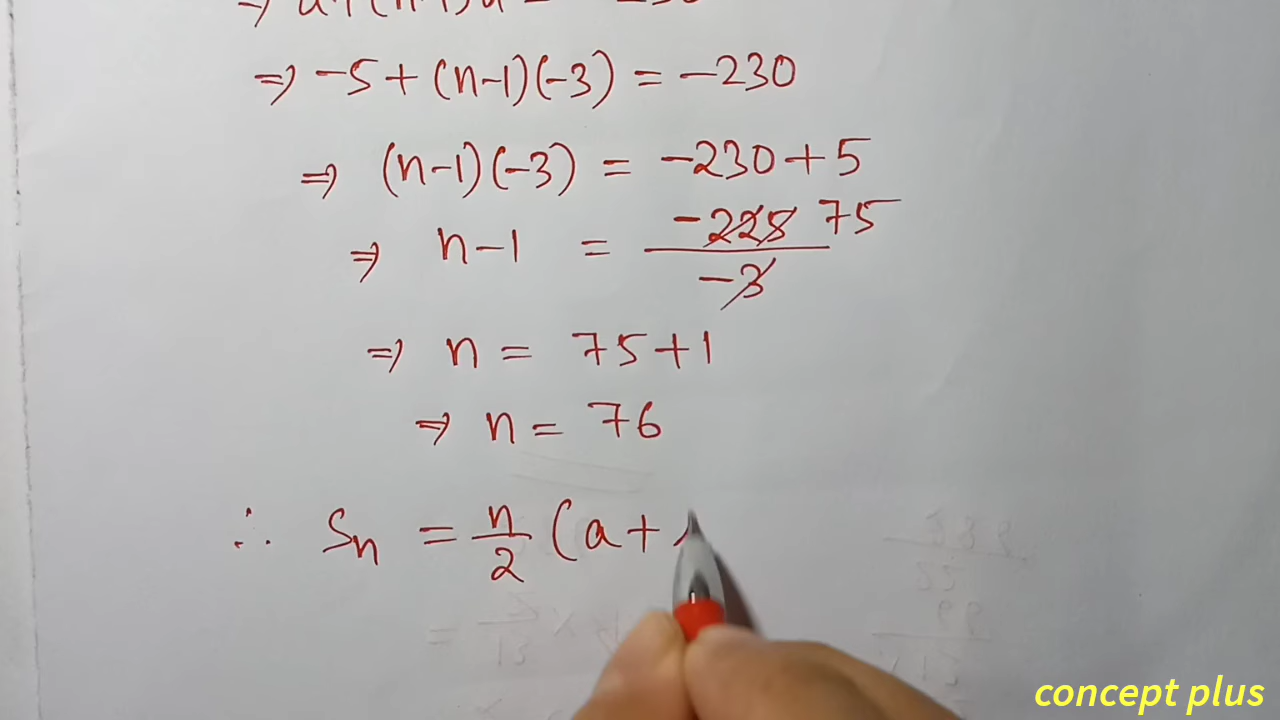 ⇒ -5 + (n-1)(-3) = -230
⇒ (n-1)(-3) = -230 + 5
⇒ n-1 = -225 75 / -3
⇒ n = 75+1
⇒ n = 76
∴ Sn = n/2 (a +
concept plus